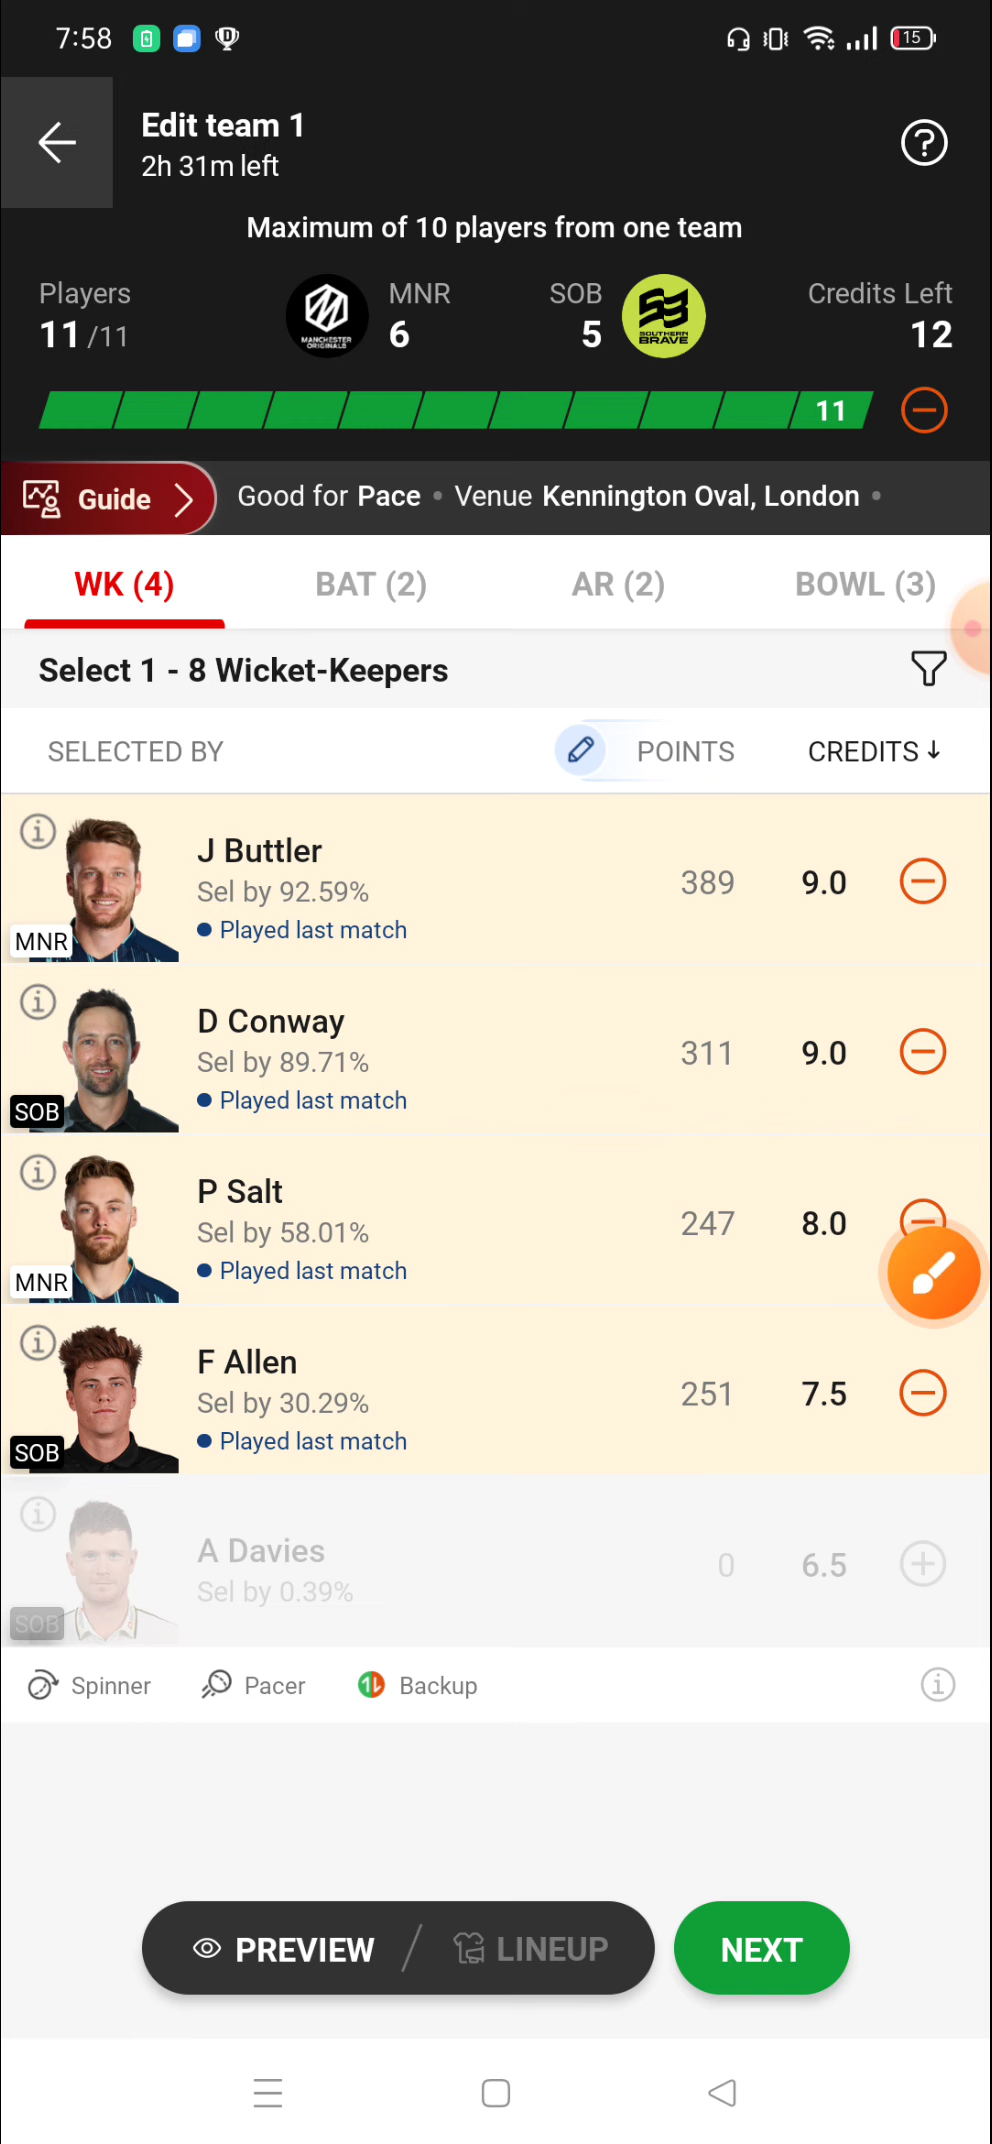 7:58
15
Edit team 1
2h 31m left
Maximum of 10 players from one team
Players
11/11
MANCHESTER
ORIGINALS
MNR
6
SOB
5
SB
SOUTHERN
BRAVE
Credits Left
12
11
Guide
Good for Pace • Venue Kennington Oval, London •
WK (4) BAT (2) AR (2) BOWL (3)
Select 1 - 8 Wicket-Keepers
SELECTED BY POINTS CREDITS ↓
J Buttler
Sel by 92.59%
Played last match
MNR
389 9.0
D Conway
Sel by 89.71%
Played last match
SOB
311 9.0
P Salt
Sel by 58.01%
Played last match
MNR
247 8.0
F Allen
Sel by 30.29%
Played last match
SOB
251 7.5
A Davies
Sel by 0.39%
SOB
0 6.5
Spinner Pacer Backup
PREVIEW / LINEUP NEXT